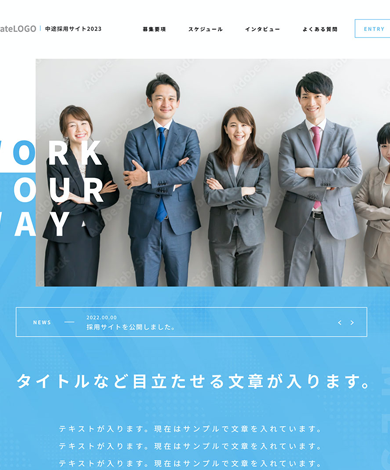 ateLOGO 中途採用サイト2023
募集要項 スケジュール インタビュー よくある質問 ENTRY
WORK
YOUR
WAY
NEWS
2022.00.00
採用サイトを公開しました。
タイトルなど目立たせる文章が入ります。
テキストが入ります。現在はサンプルで文章を入れています。
テキストが入ります。現在はサンプルで文章を入れています。
テキストが入ります。現在はサンプルで文章を入れています。